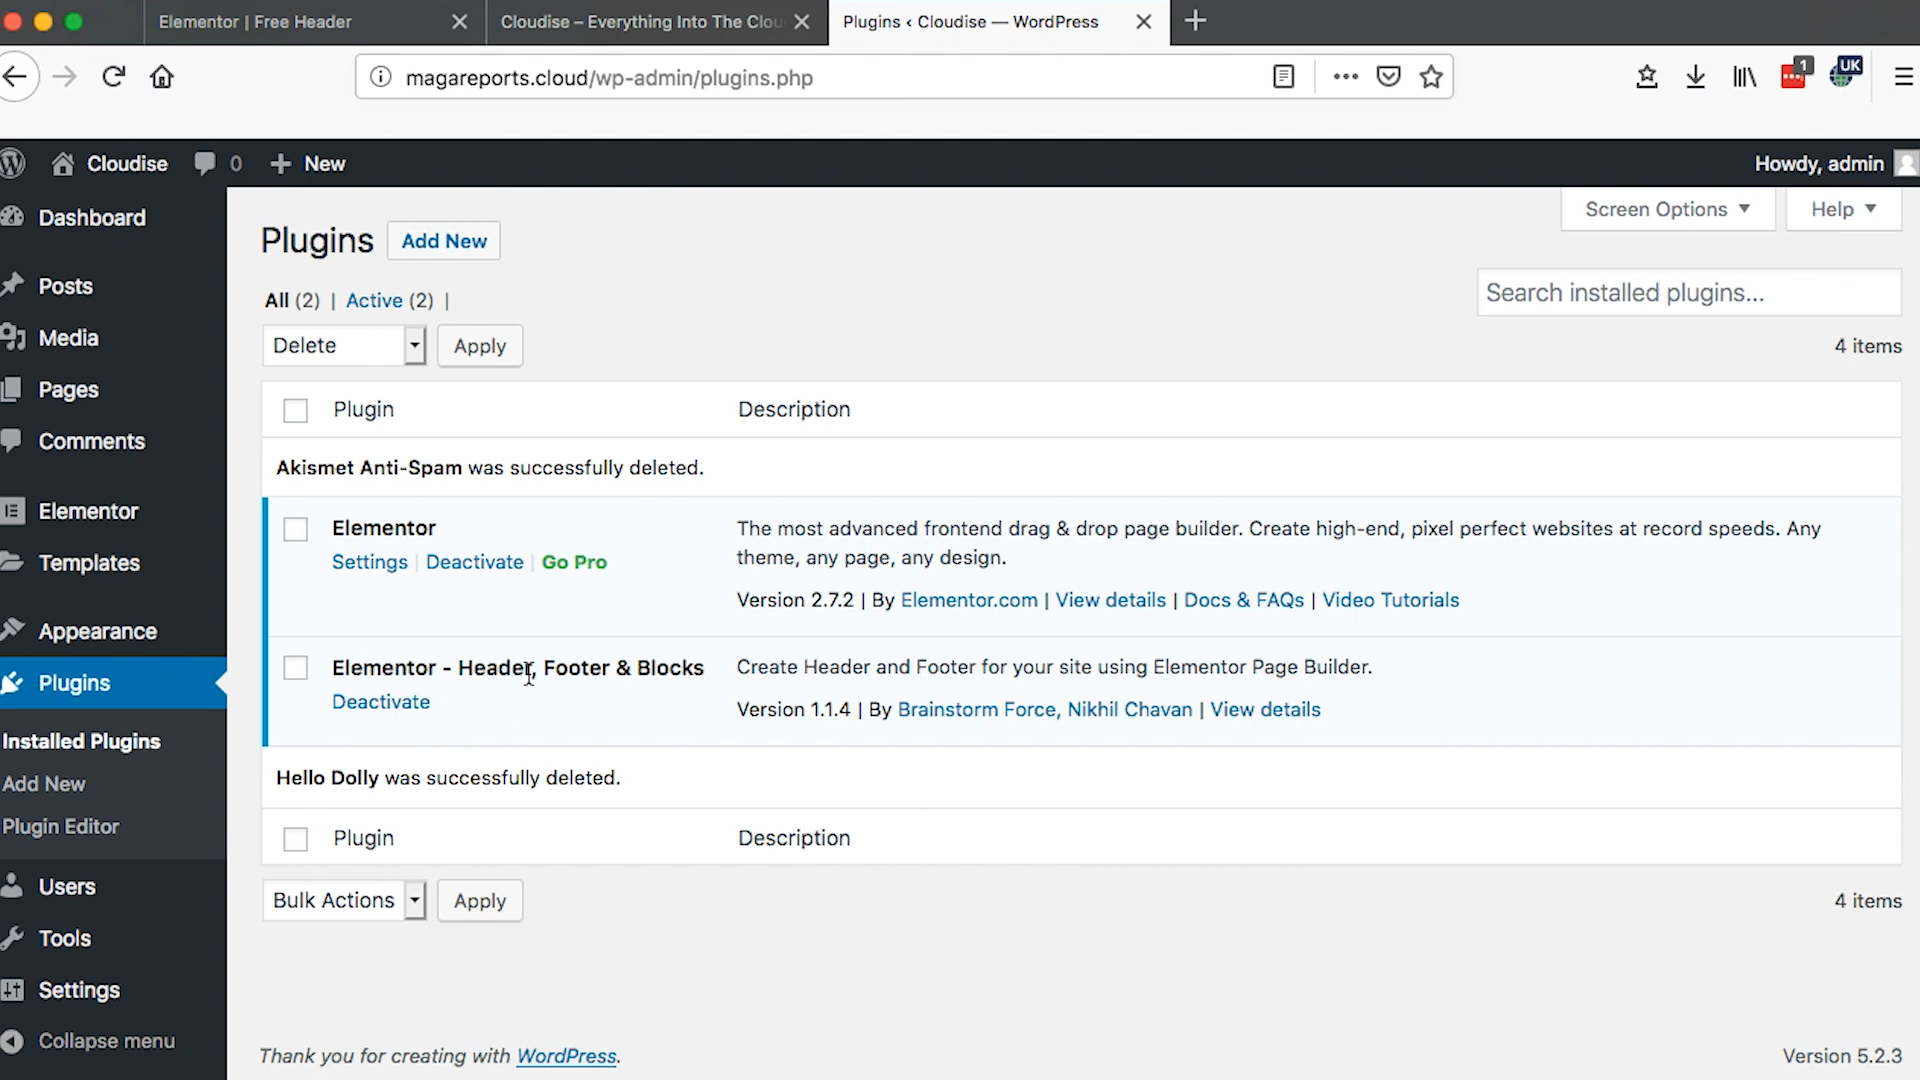 Elementor | Free Header
Cloudise – Everything Into The Clou
Plugins ‹ Cloudise — WordPress
magareports.cloud/wp-admin/plugins.php
1
UK
Cloudise
0
New
Howdy, admin
Dashboard
Posts
Media
Pages
Comments
Elementor
Templates
Appearance
Plugins
Installed Plugins
Add New
Plugin Editor
Users
Tools
Settings
Collapse menu
Screen Options
Help
Plugins
Add New
All (2) | Active (2) |
Search installed plugins...
Delete
Apply
4 items
Plugin
Description
Akismet Anti-Spam was successfully deleted.
Elementor
Settings | Deactivate | Go Pro
The most advanced frontend drag & drop page builder. Create high-end, pixel perfect websites at record speeds. Any
theme, any page, any design.
Version 2.7.2 | By Elementor.com | View details | Docs & FAQs | Video Tutorials
Elementor - Header, Footer & Blocks
Deactivate
Create Header and Footer for your site using Elementor Page Builder.
Version 1.1.4 | By Brainstorm Force, Nikhil Chavan | View details
Hello Dolly was successfully deleted.
Plugin
Description
Bulk Actions
Apply
4 items
Thank you for creating with WordPress.
Version 5.2.3